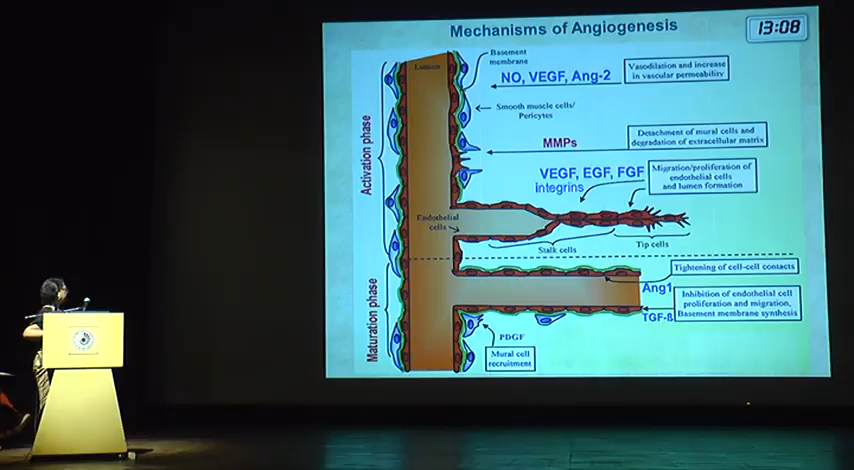 Mechanisms of Angiogenesis
13:08
Basement
membrane
Lumen
NO, VEGF, Ang-2
Vasodilation and increase
in vascular permeability
Smooth muscle cells/
Pericytes
Activation phase
MMPs
Detachment of mural cells and
degradation of extracellular matrix
VEGF, EGF, FGF
integrins
Migration/proliferation of
endothelial cells
and lumen formation
Endothelial
cells
Stalk cells
Tip cells
Maturation phase
Tightening of cell-cell contacts
Ang1
Inhibition of endothelial cell
proliferation and migration,
Basement membrane synthesis
TGF-ß
PDGF
Mural cell
recruitment